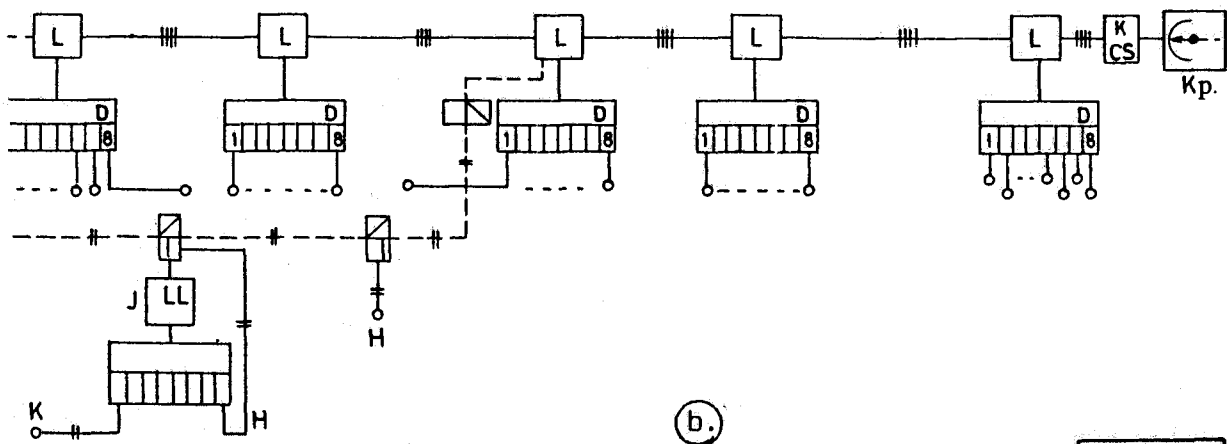 L L L L L K
CS
Kp.
D D D D D
8 1 8 1 8 1 8 1 8
J LL
H
K H
b.